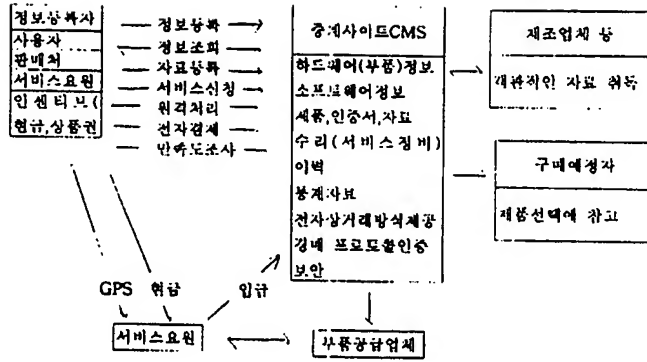 정보등록자
사용자
판매처
서비스요원
인센티브(
현금,상품권
정보등록
정보조회
자료등록
서비스신청
원격처리
전자결제
만족도조사
중계사이트CMS
하드웨어(부품)정보
소프트웨어정보
제품,인증서,자료
수리(서비스장비)
이력
통계자료
전자상거래방식제공
경매 프로토콜인증
보안
제조업체 등
객관적인 자료 취득
구매예정자
제품선택에 참고
GPS 현금
입금
서비스요원
부품공급업체